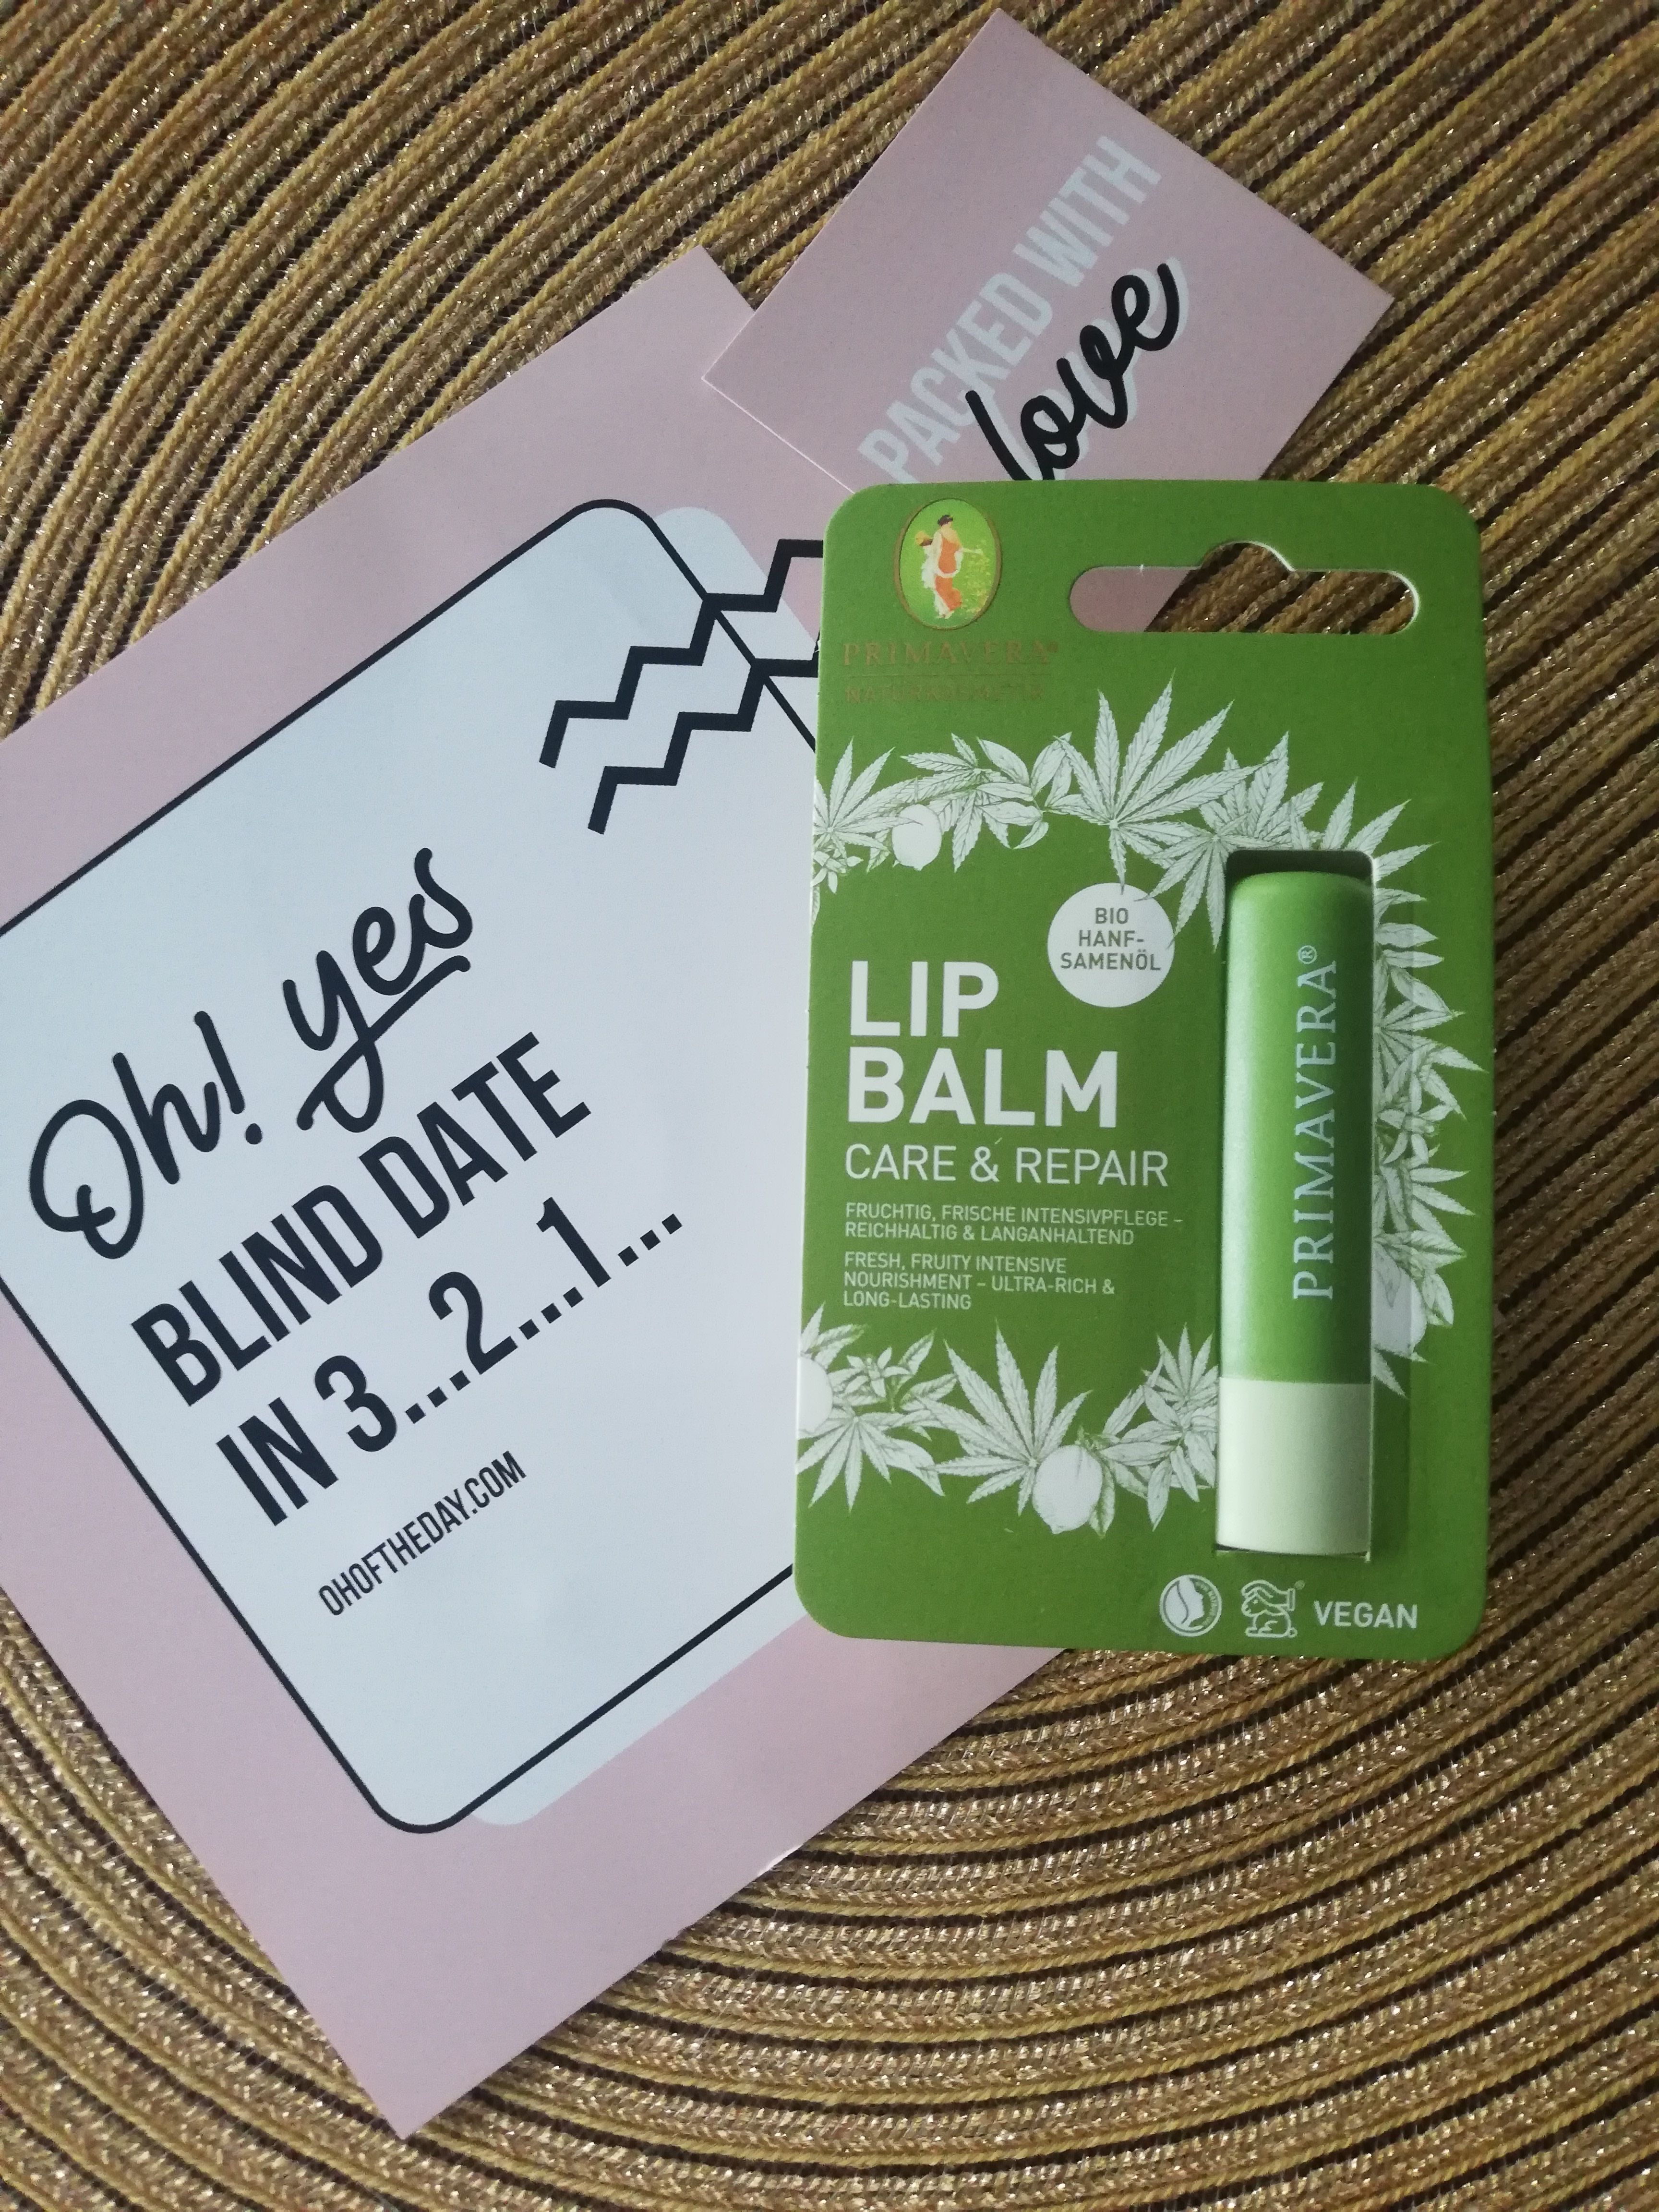 PACKED WITH
love
Oh! yes
BLIND DATE
IN 3...2...1...
OHOFTHEDAY.COM
PRIMAVERA®
NATURKOSMETIK
BIO
HANF-
SAMENÖL
LIP
BALM
CARE & REPAIR
FRUCHTIG, FRISCHE INTENSIVPFLEGE –
REICHHALTIG & LANGANHALTEND
FRESH, FRUITY INTENSIVE
NOURISHMENT – ULTRA-RICH &
LONG-LASTING
PRIMAVERA®
VEGAN